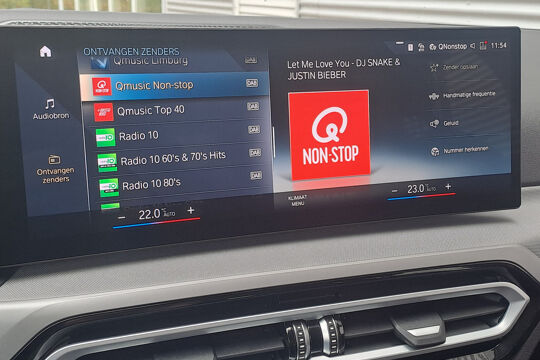 ONTVANGEN ZENDERS
QNonstop
11:54
Qmusic Limburg
DAB
Qmusic Non-stop
DAB
Qmusic Top 40
DAB
Radio 10
DAB
Radio 10 60's & 70's Hits
DAB
Radio 10 80's
DAB
Audiobron
Ontvangen
zenders
Let Me Love You - DJ SNAKE &
JUSTIN BIEBER
NON-STOP
Zender opslaan
Handmatige frequentie
Geluid
Nummer herkennen
− 22.0 ° AUTO +
KLIMAAT
MENU
− 23.0 ° AUTO +